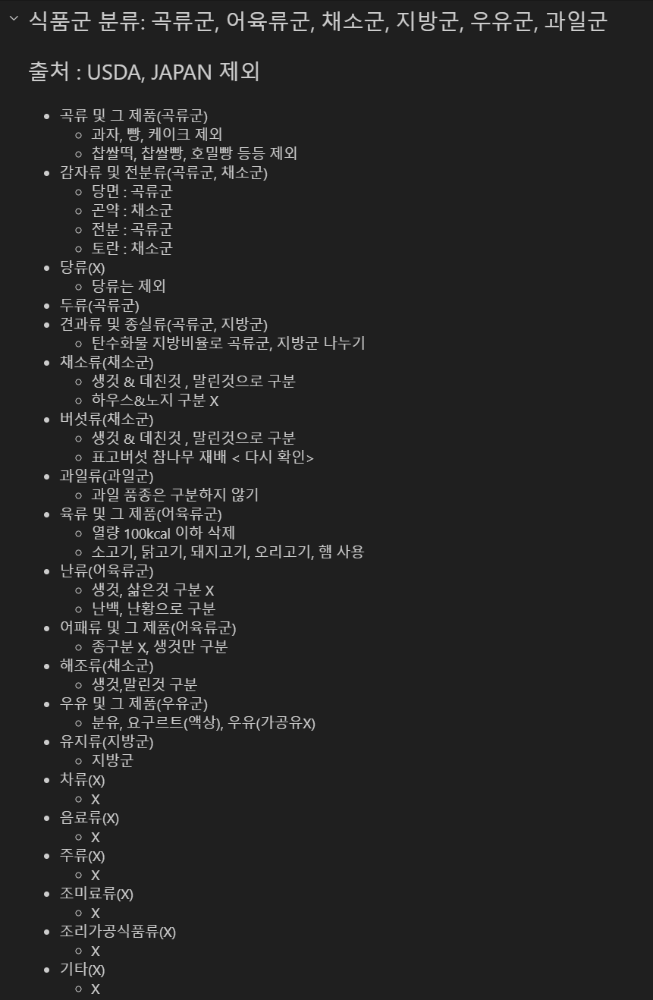 식품군 분류: 곡류군, 어육류군, 채소군, 지방군, 우유군, 과일군
출처 : USDA, JAPAN 제외
곡류 및 그 제품(곡류군)
과자, 빵, 케이크 제외
찹쌀떡, 찹쌀빵, 호밀빵 등등 제외
감자류 및 전분류(곡류군, 채소군)
당면 : 곡류군
곤약 : 채소군
전분 : 곡류군
토란 : 채소군
당류(X)
당류는 제외
두류(곡류군)
견과류 및 종실류(곡류군, 지방군)
탄수화물 지방비율로 곡류군, 지방군 나누기
채소류(채소군)
생것 & 데친것 , 말린것으로 구분
하우스&노지 구분 X
버섯류(채소군)
생것 & 데친것 , 말린것으로 구분
표고버섯 참나무 재배 < 다시 확인>
과일류(과일군)
과일 품종은 구분하지 않기
육류 및 그 제품(어육류군)
열량 100kcal 이하 삭제
소고기, 닭고기, 돼지고기, 오리고기, 햄 사용
난류(어육류군)
생것, 삶은것 구분 X
난백, 난황으로 구분
어패류 및 그 제품(어육류군)
종구분 X, 생것만 구분
해조류(채소군)
생것,말린것 구분
우유 및 그 제품(우유군)
분유, 요구르트(액상), 우유(가공유X)
유지류(지방군)
지방군
차류(X)
X
음료류(X)
X
주류(X)
X
조미료류(X)
X
조리가공식품류(X)
X
기타(X)
X